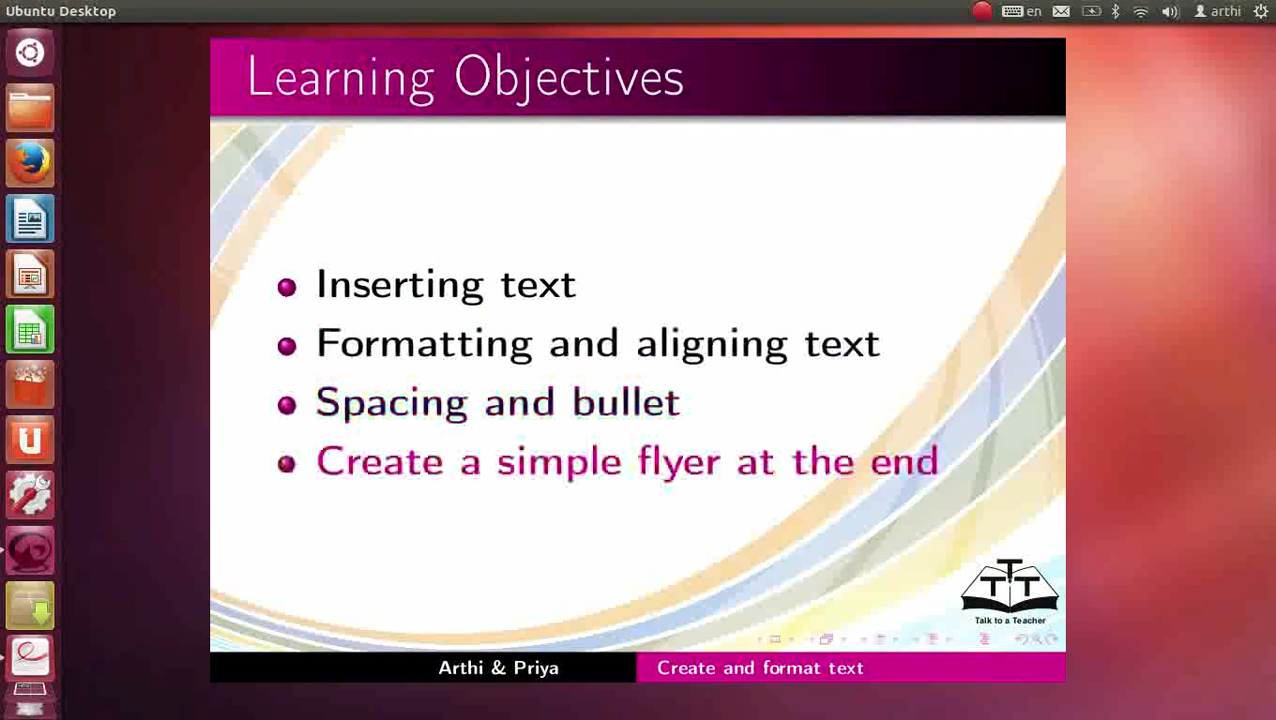 Ubuntu Desktop
en
arthi
Learning Objectives
Inserting text
Formatting and aligning text
Spacing and bullet
Create a simple flyer at the end
T T T
Talk to a Teacher
Arthi & Priya
Create and format text